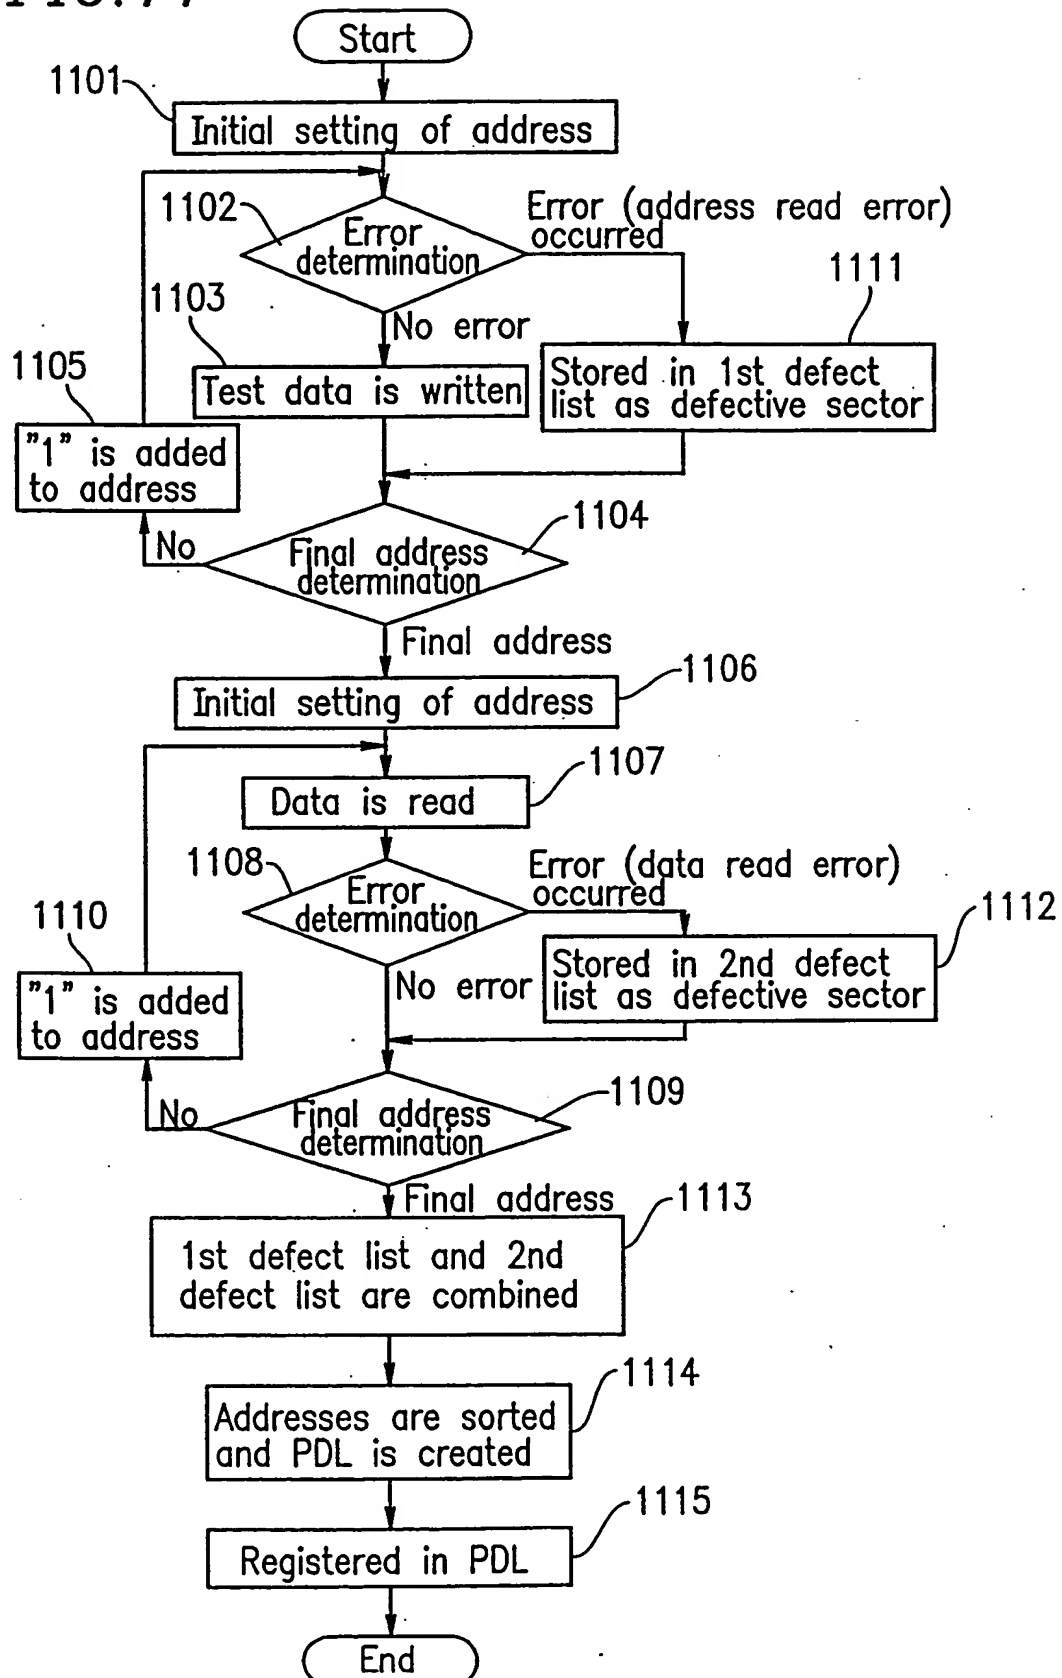 Start
1101
Initial setting of address
1102
Error
determination
Error (address read error)
occurred
1111
1103
No error
1105
Test data is written
Stored in 1st defect
list as defective sector
"1" is added
to address
1104
No
Final address
determination
Final address
1106
Initial setting of address
1107
Data is read
1108
Error
determination
Error (data read error)
occurred
1112
1110
Stored in 2nd defect
list as defective sector
No error
"1" is added
to address
1109
No
Final address
determination
Final address
1113
1st defect list and 2nd
defect list are combined
1114
Addresses are sorted
and PDL is created
1115
Registered in PDL
End